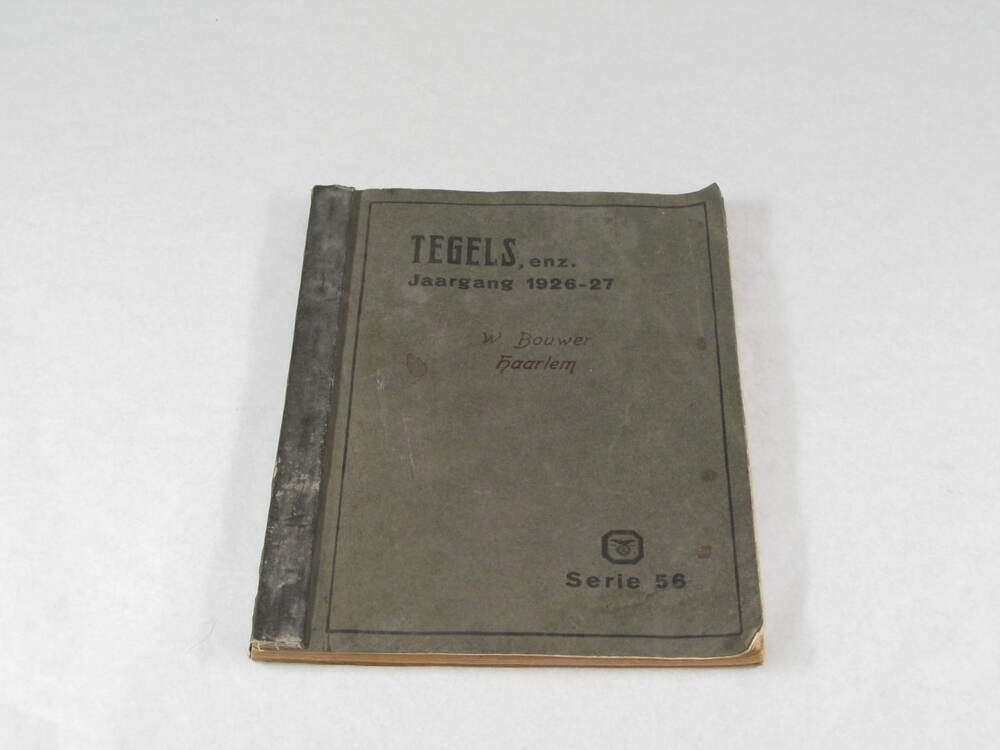 TEGELS, enz.
Jaargang 1926-27
W Bouwer
Haarlem
Serie 56